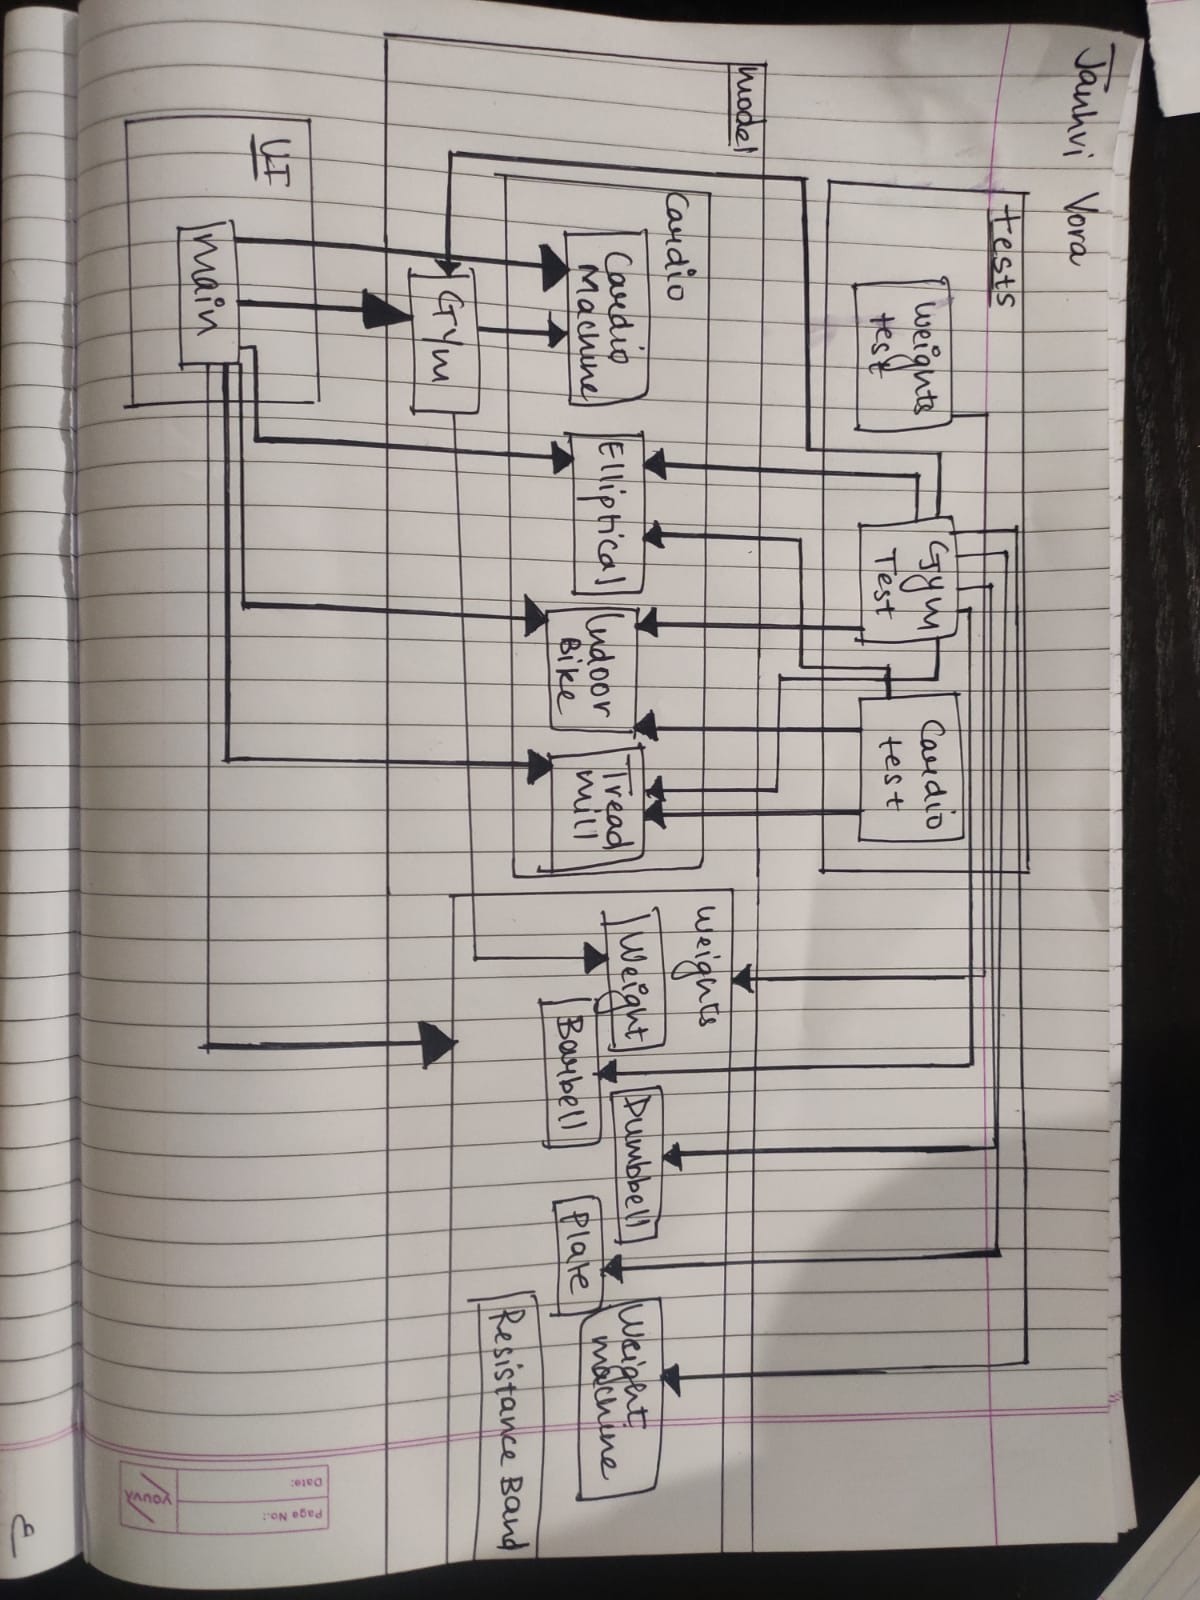 Janhvi Vora
tests
Weights
test
Gym
Test
Cardio
test
model
Cardio
Cardio
Machine
Elliptical
Indoor
Bike
Tread
mill
Weights
Weight
Barbell
Dumbbell
Plate
Weight
machine
Resistance Band
Gym
UI
Main
Page No.:
Date:
YOUVA